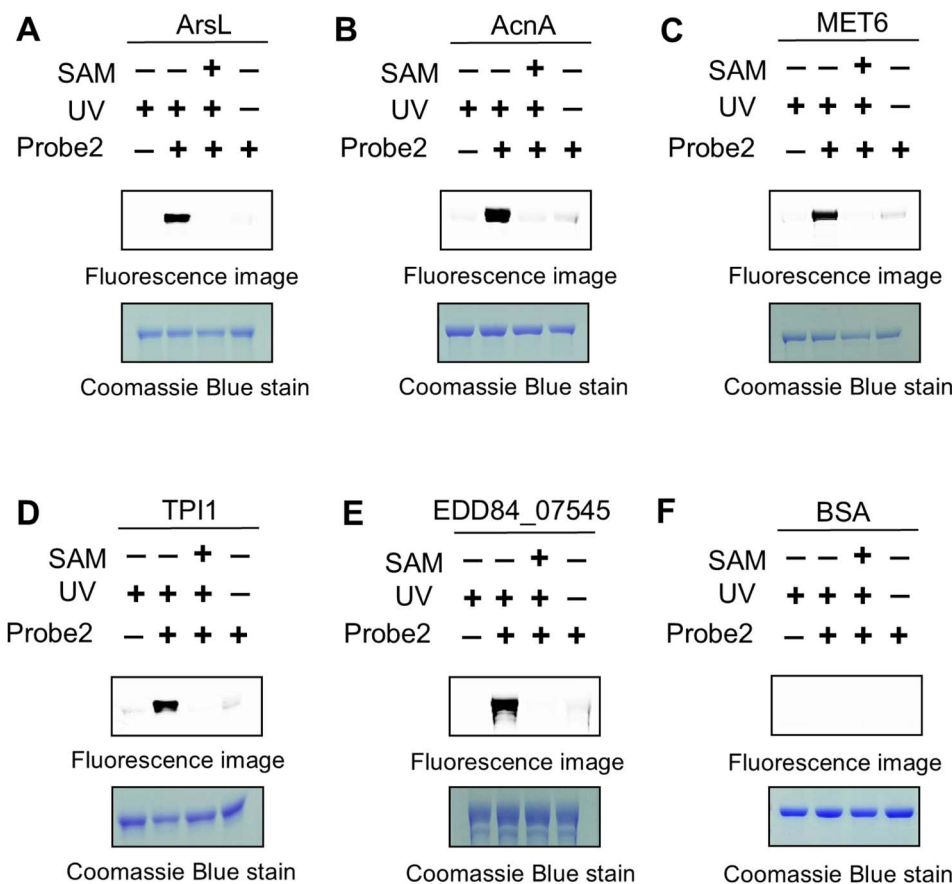 A ArsL
SAM − − + −
UV + + + −
Probe2 − + + +
Fluorescence image
Coomassie Blue stain
B AcnA
SAM − − + −
UV + + + −
Probe2 − + + +
Fluorescence image
Coomassie Blue stain
C MET6
SAM − − + −
UV + + + −
Probe2 − + + +
Fluorescence image
Coomassie Blue stain
D TPI1
SAM − − + −
UV + + + −
Probe2 − + + +
Fluorescence image
Coomassie Blue stain
E EDD84_07545
SAM − − + −
UV + + + −
Probe2 − + + +
Fluorescence image
Coomassie Blue stain
F BSA
SAM − − + −
UV + + + −
Probe2 − + + +
Fluorescence image
Coomassie Blue stain